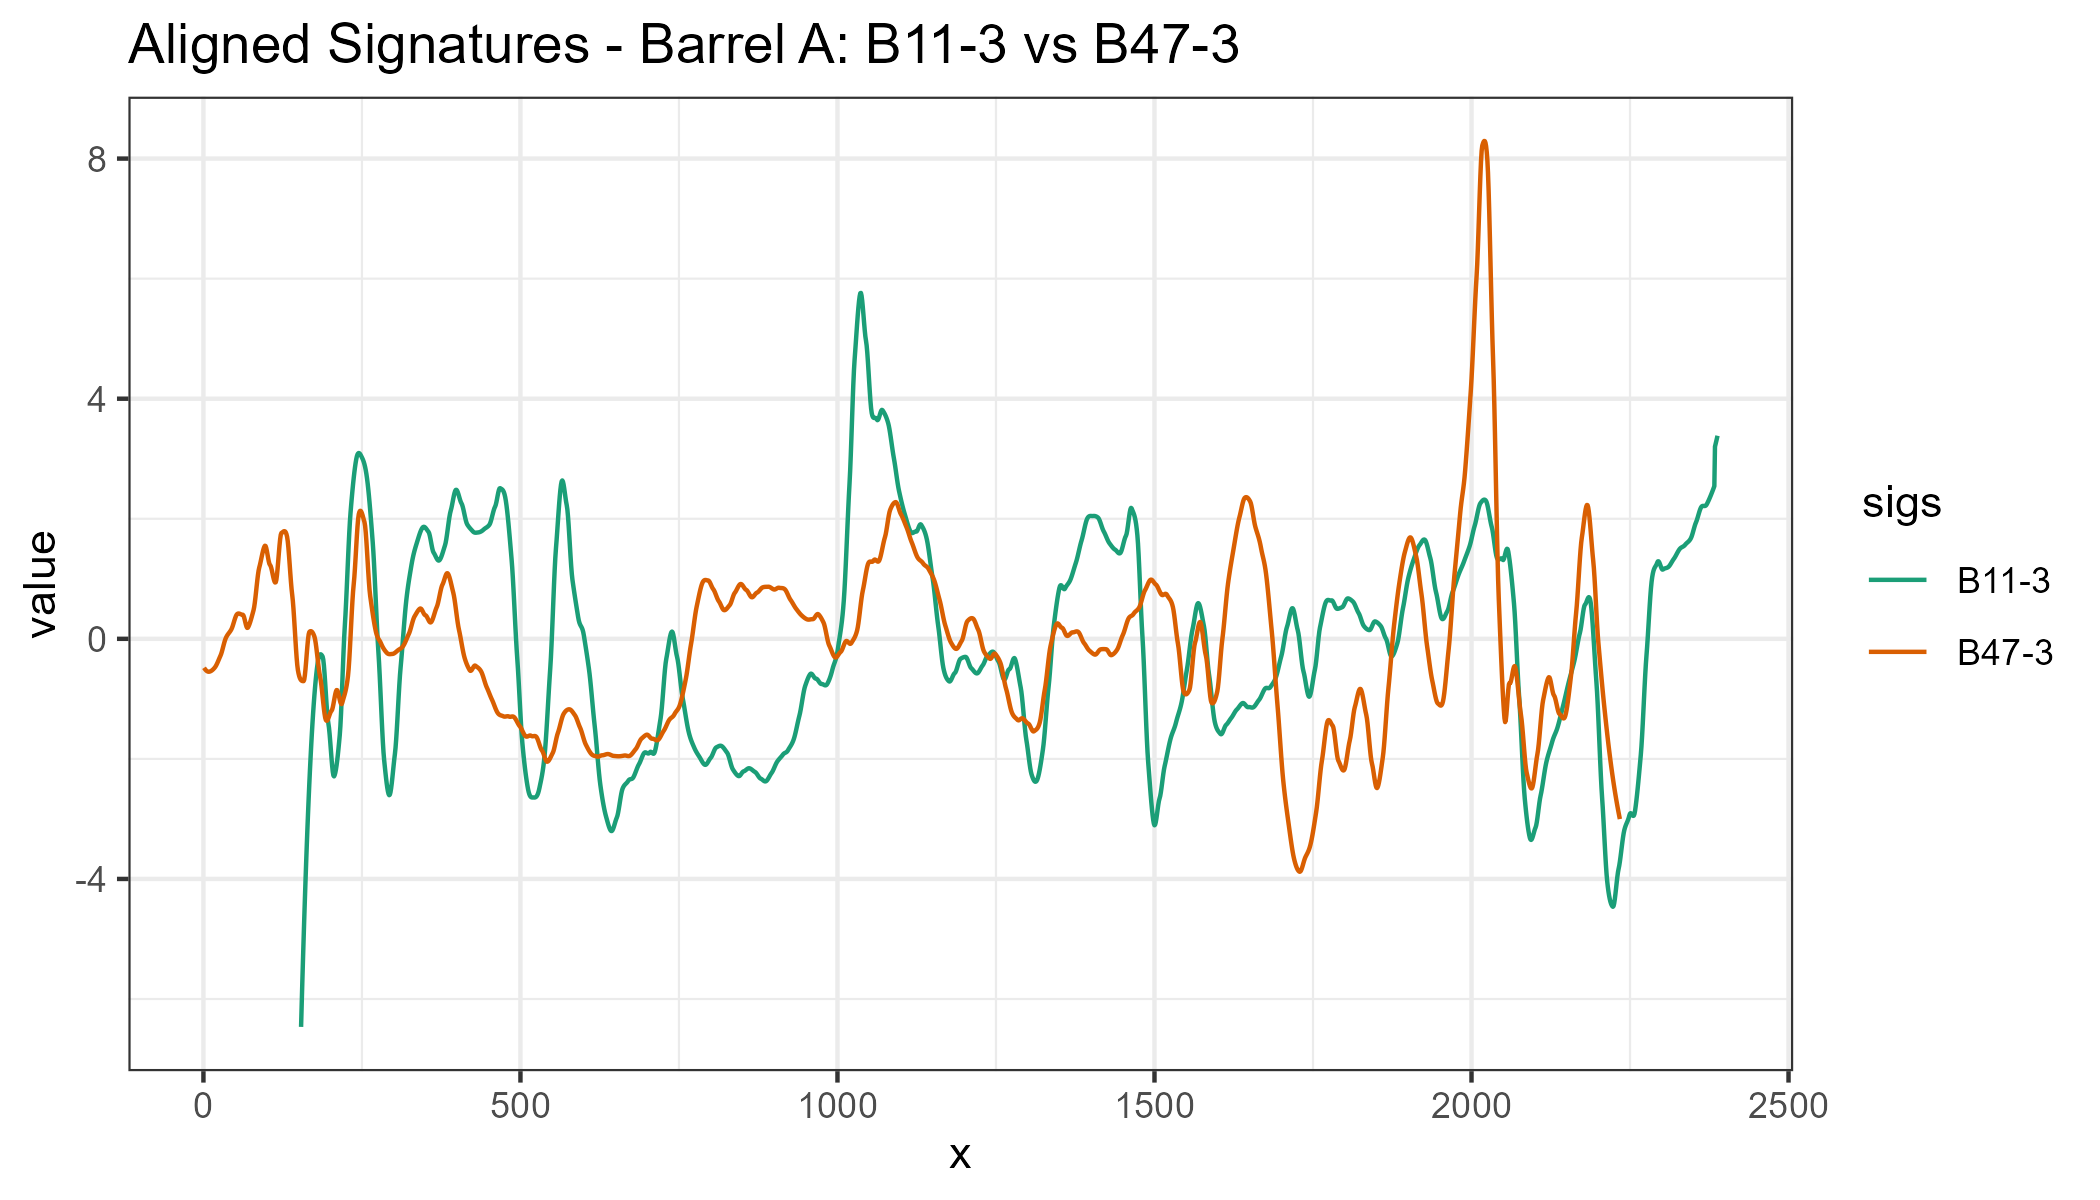 Aligned Signatures - Barrel A: B11-3 vs B47-3
8
4
0
-4
value
0 500 1000 1500 2000 2500
x
sigs
B11-3
B47-3